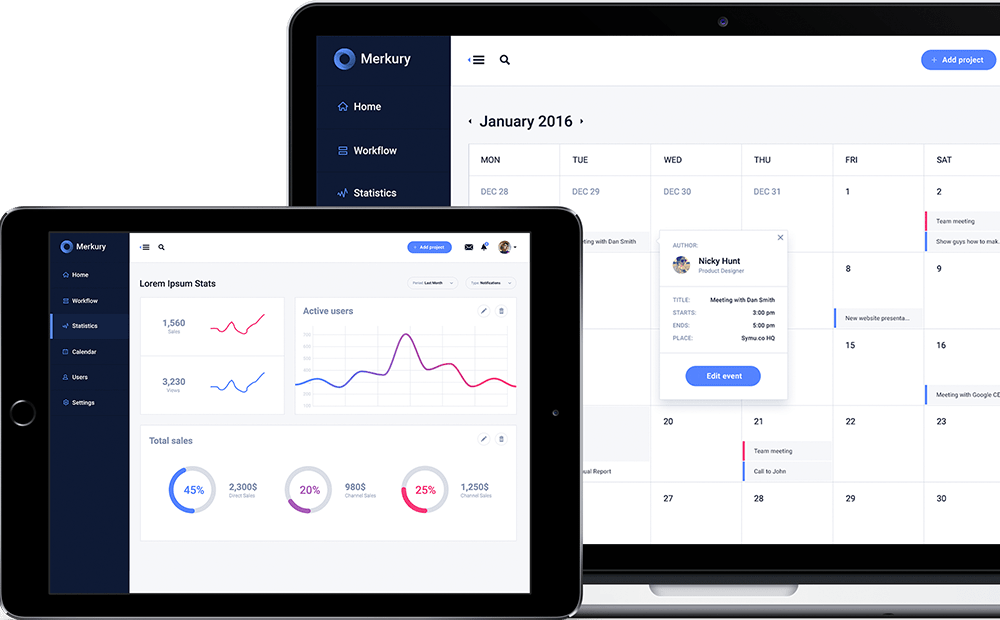 Merkury
Home
Workflow
Statistics
+ Add project
January 2016
MON TUE WED THU FRI SAT
DEC 28 DEC 29 DEC 30 DEC 31 1 2
Team meeting
Show guys how to mak
ting with Dan Smith
AUTHOR:
Nicky Hunt
Product Designer
TITLE: Meeting with Dan Smith
STARTS: 3:00 pm
ENDS: 5:00 pm
PLACE: Symu.co HQ
Edit event
8 9
New website presenta...
15 16
Meeting with Google CE
20 21 22 23
Team meeting
Call to John
ual Report
27 28 29 30
Merkury
Home
Workflow
Statistics
Calendar
Users
Settings
+ Add project
Lorem Ipsum Stats
Period: Last Month
Type: Notifications
1,560
Sales
3,230
Views
Active users
100
Total sales
45% 2,300$
Direct Sales
20% 980$
Channel Sales
25% 1,250$
Channel Sales